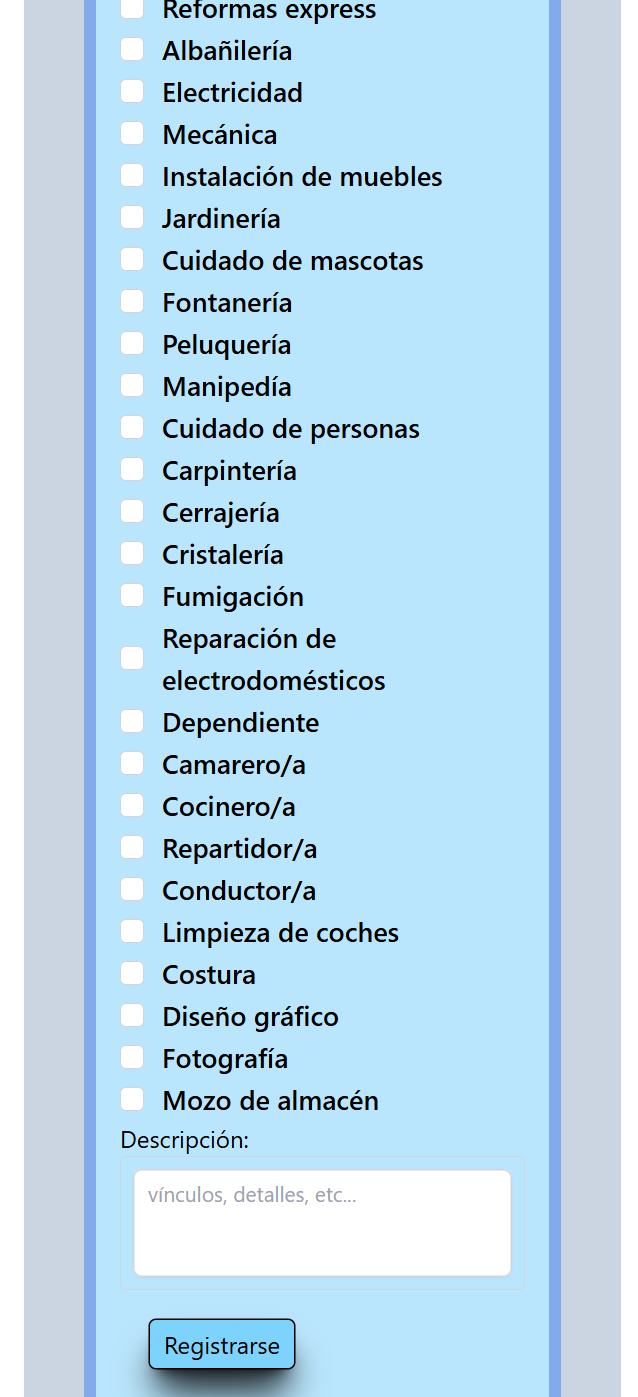 Reformas express
Albañilería
Electricidad
Mecánica
Instalación de muebles
Jardinería
Cuidado de mascotas
Fontanería
Peluquería
Manipedía
Cuidado de personas
Carpintería
Cerrajería
Cristalería
Fumigación
Reparación de
electrodomésticos
Dependiente
Camarero/a
Cocinero/a
Repartidor/a
Conductor/a
Limpieza de coches
Costura
Diseño gráfico
Fotografía
Mozo de almacén
Descripción:
vínculos, detalles, etc...
Registrarse